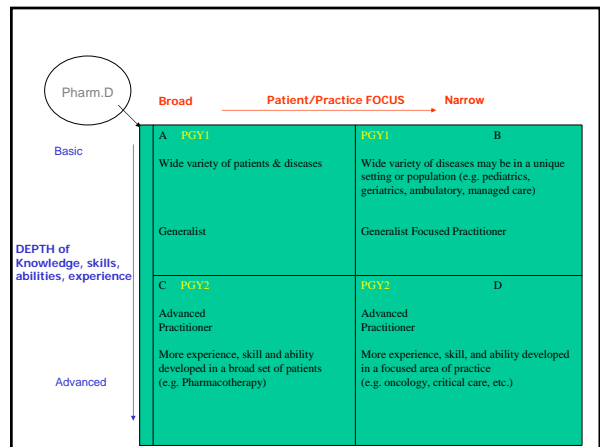 Pharm.D
Broad Patient/Practice FOCUS Narrow
Basic
DEPTH of
Knowledge, skills,
abilities, experience
Advanced
A PGY1
Wide variety of patients & diseases
Generalist
PGY1 B
Wide variety of diseases may be in a unique
setting or population (e.g. pediatrics,
geriatrics, ambulatory, managed care)
Generalist Focused Practitioner
C PGY2
Advanced
Practitioner
More experience, skill and ability
developed in a broad set of patients
(e.g. Pharmacotherapy)
PGY2 D
Advanced
Practitioner
More experience, skill, and ability developed
in a focused area of practice
(e.g. oncology, critical care, etc.)